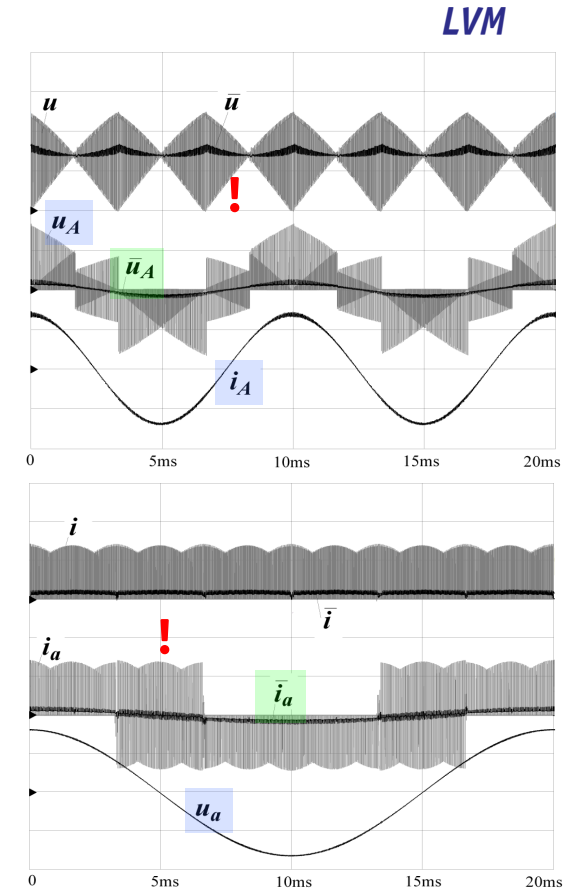 LVM
u ū
!
u_A
ū_A
i_A
0 5ms 10ms 15ms 20ms
i
ī
!
i_a
ī_a
u_a
0 5ms 10ms 15ms 20ms